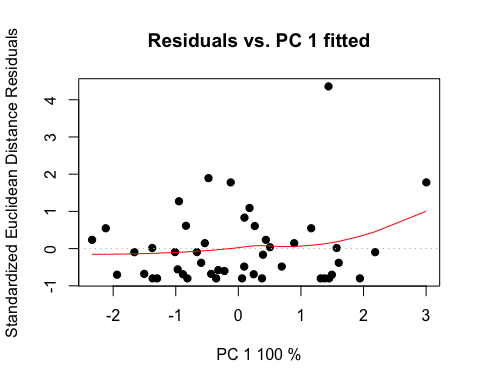 Residuals vs. PC 1 fitted
Standardized Euclidean Distance Residuals
4
3
2
1
0
-1
-2 -1 0 1 2 3
PC 1 100 %